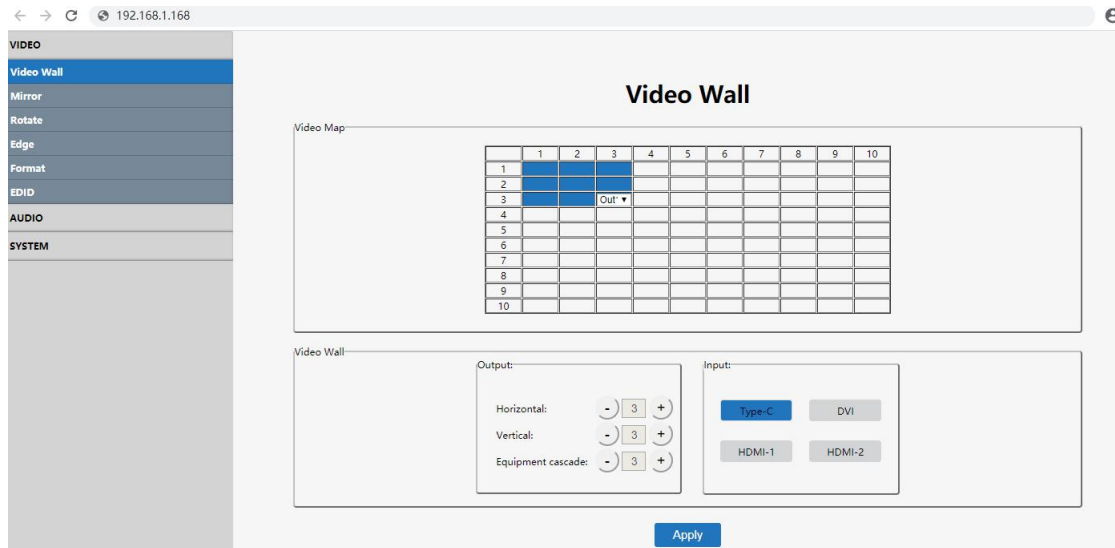 192.168.1.168
VIDEO
Video Wall
Mirror
Rotate
Edge
Format
EDID
AUDIO
SYSTEM
Video Wall
Video Map
1 2 3 4 5 6 7 8 9 10
1
2
3 Out
4
5
6
7
8
9
10
Video Wall
Output:
Horizontal: - 3 +
Vertical: - 3 +
Equipment cascade: - 3 +
Input:
Type-C DVI
HDMI-1 HDMI-2
Apply